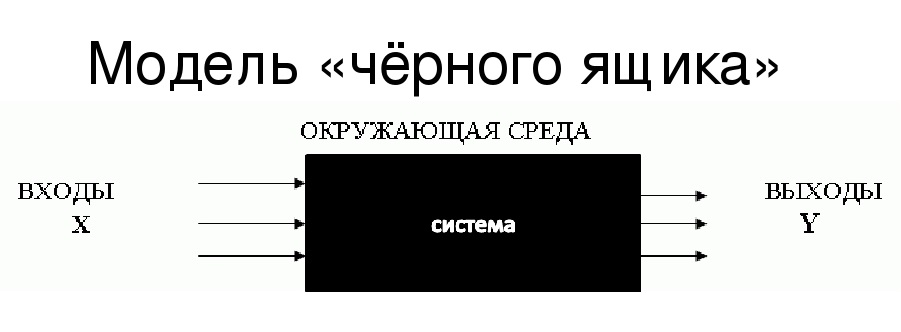 Модель «чёрного ящика»
ОКРУЖАЮЩАЯ СРЕДА
ВХОДЫ
X
система
ВЫХОДЫ
Y